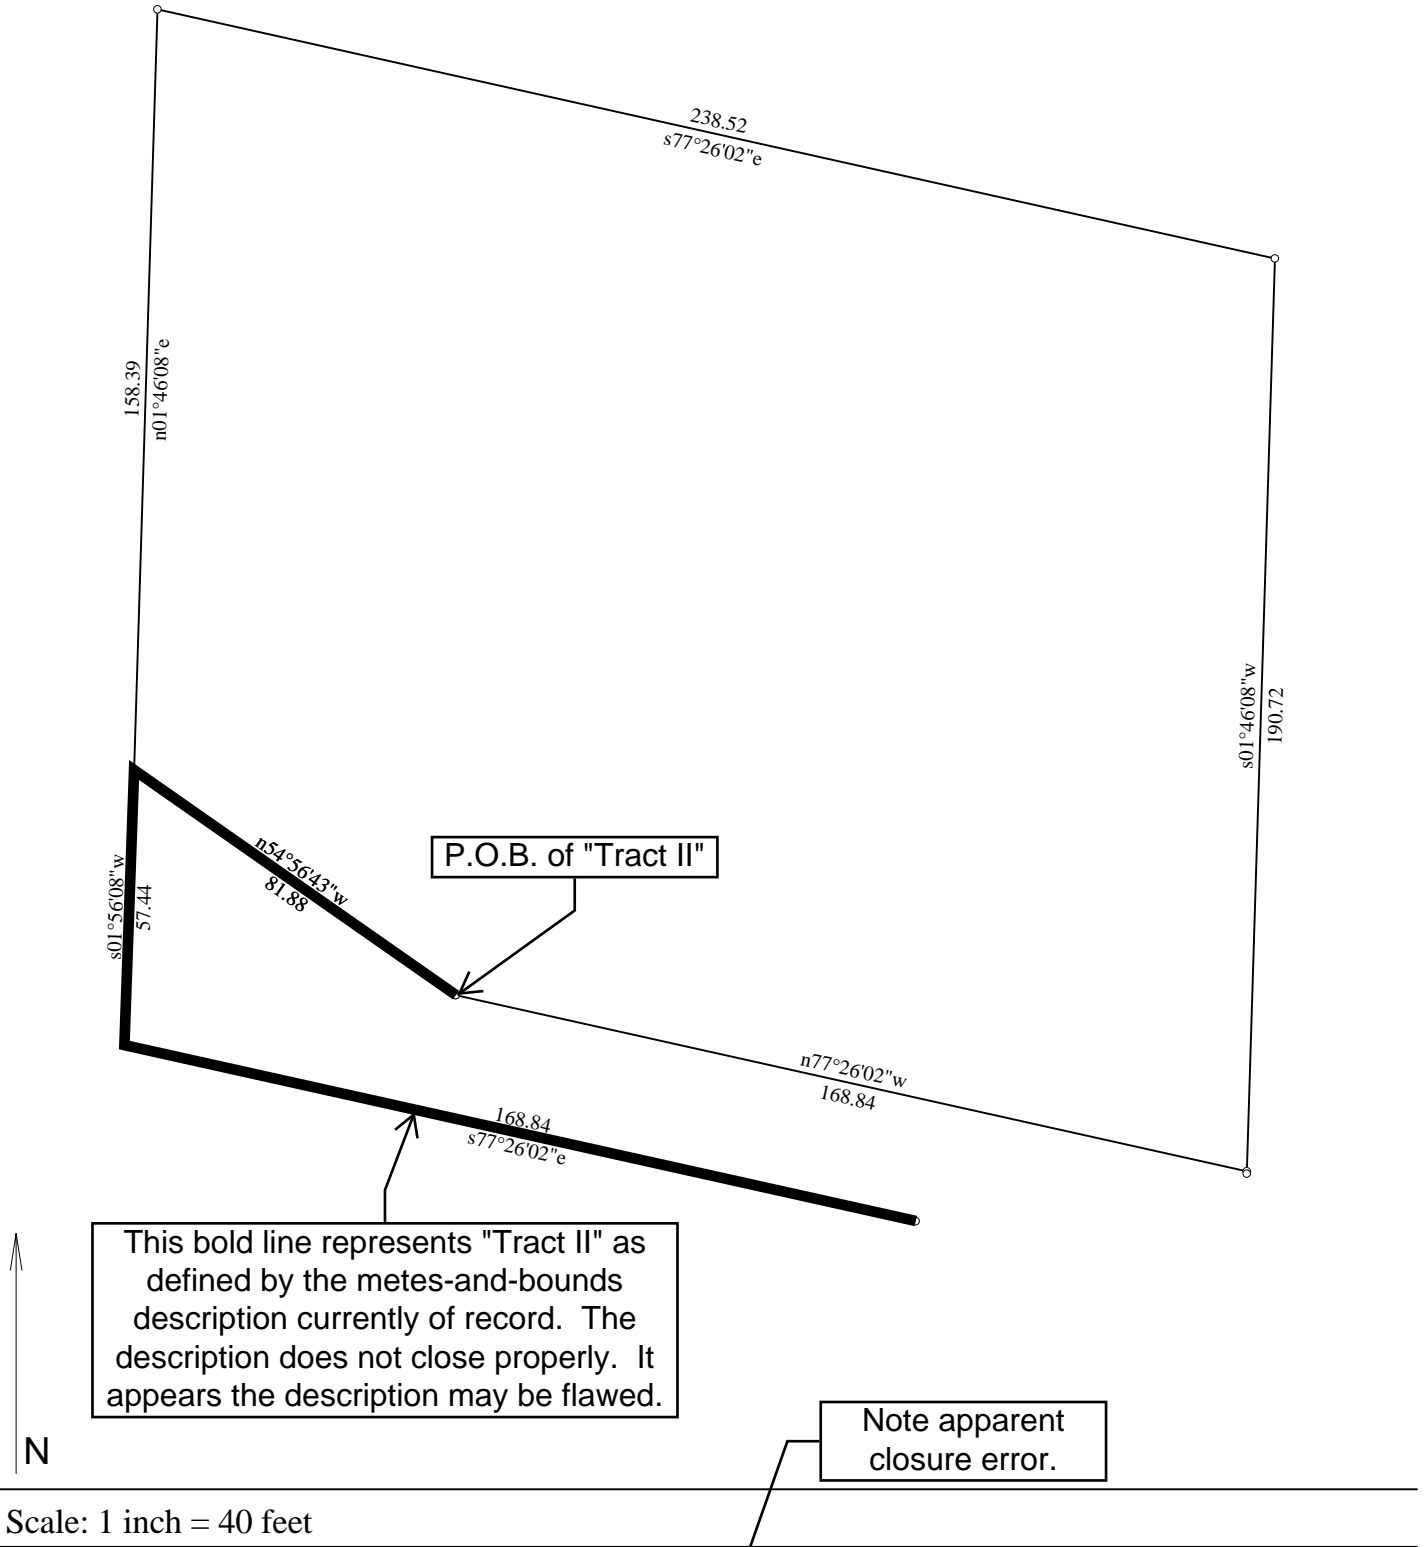 238.52
s77°26'02"e
158.39
n01°46'08"e
s01°46'08"w
190.72
n54°56'43"w
81.88
P.O.B. of "Tract II"
s01°56'08"w
57.44
n77°26'02"w
168.84
168.84
s77°26'02"e
This bold line represents "Tract II" as
defined by the metes-and-bounds
description currently of record.  The
description does not close properly.  It
appears the description may be flawed.
Note apparent
closure error.
N
Scale: 1 inch = 40 feet